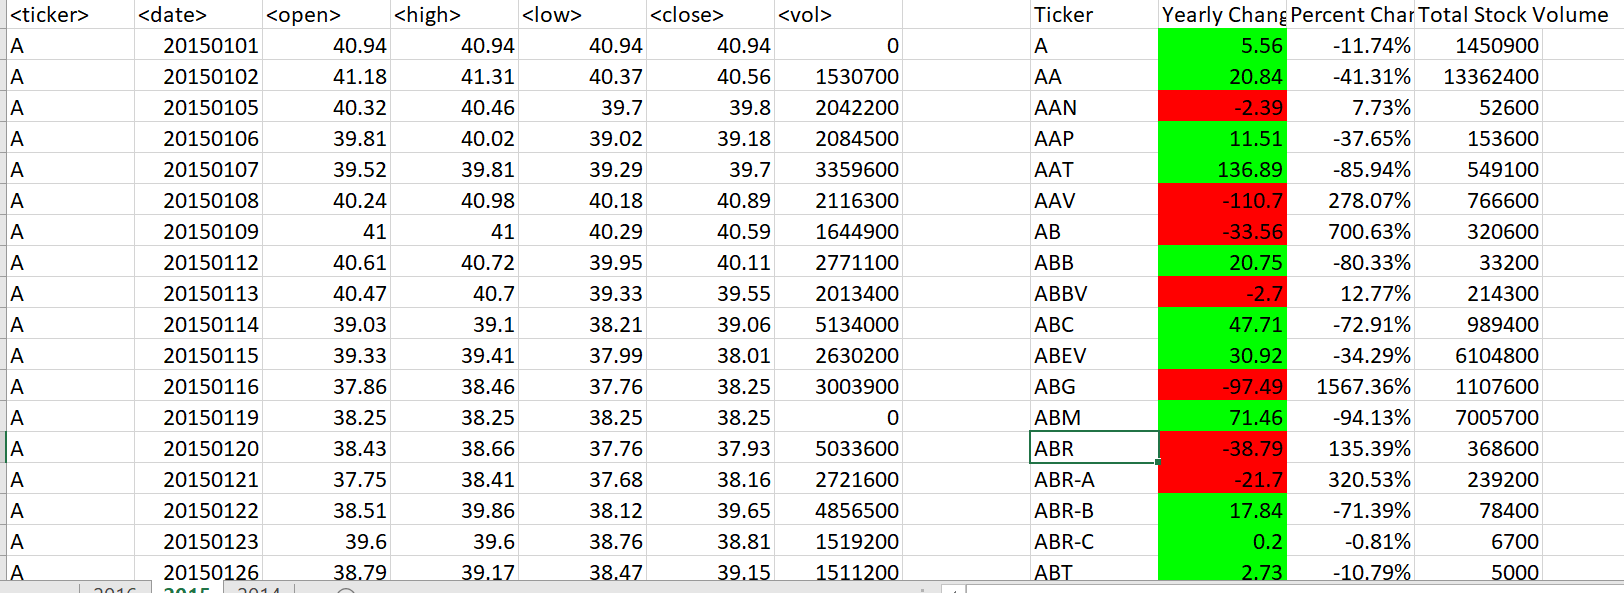 <ticker> <date> <open> <high> <low> <close> <vol> Ticker Yearly Chang Percent Char Total Stock Volume
A 20150101 40.94 40.94 40.94 40.94 0 A 5.56 -11.74% 1450900
A 20150102 41.18 41.31 40.37 40.56 1530700 AA 20.84 -41.31% 13362400
A 20150105 40.32 40.46 39.7 39.8 2042200 AAN -2.39 7.73% 52600
A 20150106 39.81 40.02 39.02 39.18 2084500 AAP 11.51 -37.65% 153600
A 20150107 39.52 39.81 39.29 39.7 3359600 AAT 136.89 -85.94% 549100
A 20150108 40.24 40.98 40.18 40.89 2116300 AAV -110.7 278.07% 766600
A 20150109 41 41 40.29 40.59 1644900 AB -33.56 700.63% 320600
A 20150112 40.61 40.72 39.95 40.11 2771100 ABB 20.75 -80.33% 33200
A 20150113 40.47 40.7 39.33 39.55 2013400 ABBV -2.7 12.77% 214300
A 20150114 39.03 39.1 38.21 39.06 5134000 ABC 47.71 -72.91% 989400
A 20150115 39.33 39.41 37.99 38.01 2630200 ABEV 30.92 -34.29% 6104800
A 20150116 37.86 38.46 37.76 38.25 3003900 ABG -97.49 1567.36% 1107600
A 20150119 38.25 38.25 38.25 38.25 0 ABM 71.46 -94.13% 7005700
A 20150120 38.43 38.66 37.76 37.93 5033600 ABR -38.79 135.39% 368600
A 20150121 37.75 38.41 37.68 38.16 2721600 ABR-A -21.7 320.53% 239200
A 20150122 38.51 39.86 38.12 39.65 4856500 ABR-B 17.84 -71.39% 78400
A 20150123 39.6 39.6 38.76 38.81 1519200 ABR-C 0.2 -0.81% 6700
A 20150126 38.79 39.17 38.47 39.15 1511200 ABT 2.73 -10.79% 5000
2016 2015 2014